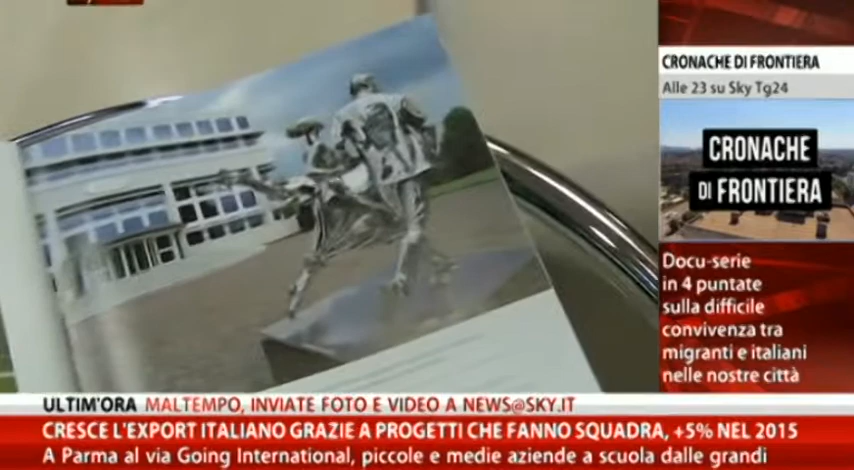 CRONACHE DI FRONTIERA
Alle 23 su Sky Tg24
CRONACHE
DI FRONTIERA
Docu-serie
in 4 puntate
sulla difficile
convivenza tra
migranti e italiani
nelle nostre città
ULTIM'ORA MALTEMPO, INVIATE FOTO E VIDEO A NEWS@SKY.IT
CRESCE L'EXPORT ITALIANO GRAZIE A PROGETTI CHE FANNO SQUADRA, +5% NEL 2015
A Parma al via Going International, piccole e medie aziende a scuola dalle grandi